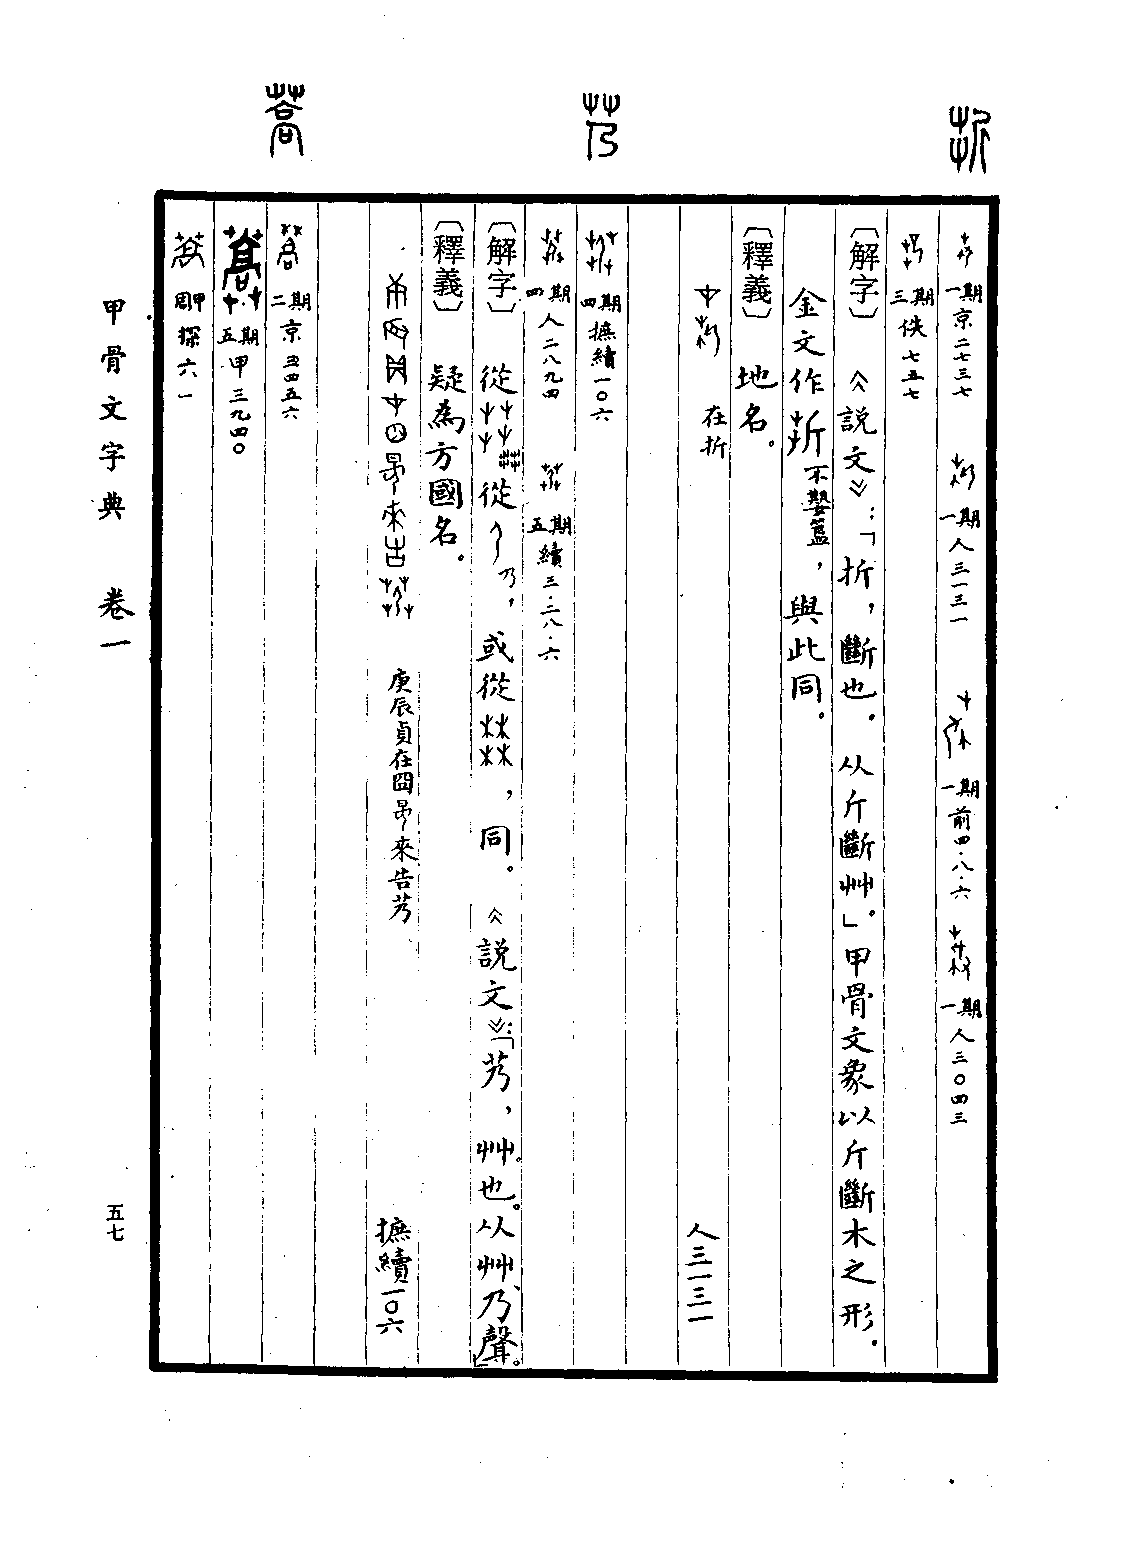 一期京二七三七 一期人三一三一 一期前四·八·六 一期人三〇四三
三期佚七五七
〔解字〕《說文》：「折，斷也。从斤斷艸。」甲骨文象以斤斷木之形。
金文作 不𡢁簋，與此同。
〔釋義〕地名。
在折 人三一三一
四期摭續一〇六
四期人二八九四 五期續三·二八·六
〔解字〕從 從 乃，或從 ，同。《說文》：「艿，艸也。从艸、乃聲。」
〔釋義〕疑為方國名。
庚辰貞在囧 來告艿 摭續一〇六
二期京三四五六
五期甲三九四〇
周甲探六一
甲骨文字典 卷一
五七